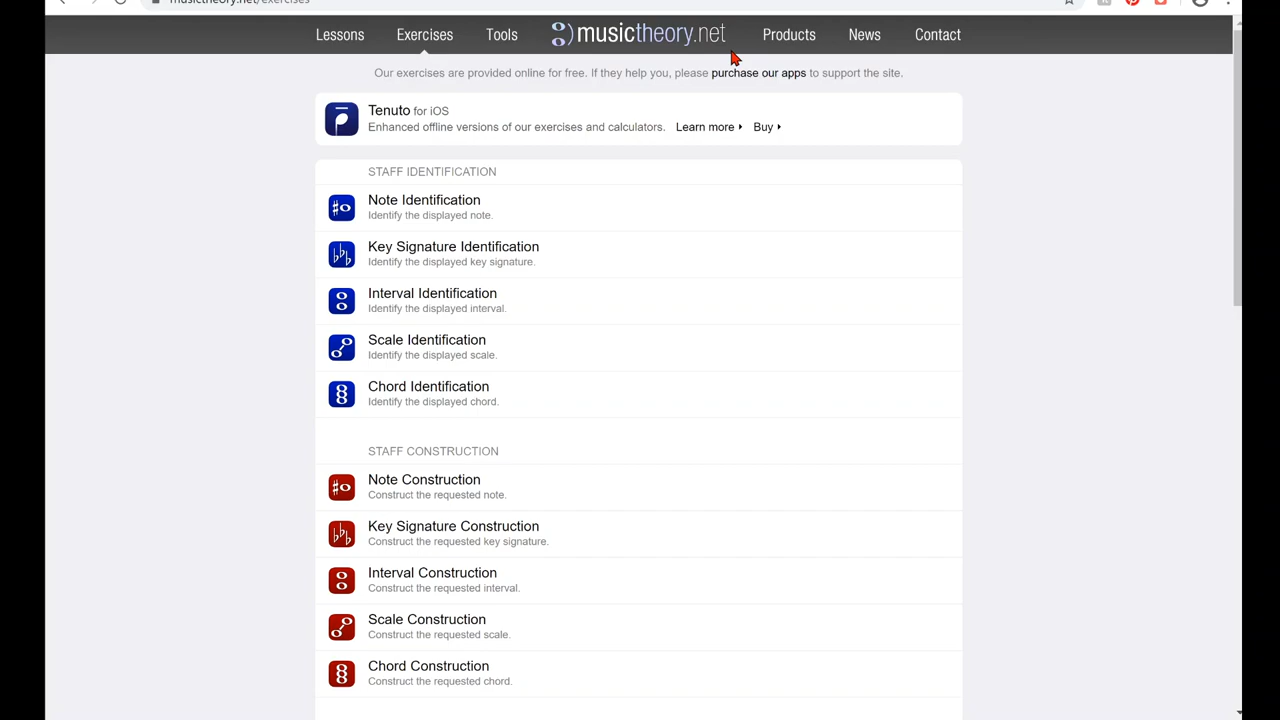 musictheory.net/exercises
Lessons
Exercises
Tools
musictheory.net
Products
News
Contact
Our exercises are provided online for free. If they help you, please purchase our apps to support the site.
Tenuto for iOS
Enhanced offline versions of our exercises and calculators. Learn more Buy
STAFF IDENTIFICATION
Note Identification
Identify the displayed note.
Key Signature Identification
Identify the displayed key signature.
Interval Identification
Identify the displayed interval.
Scale Identification
Identify the displayed scale.
Chord Identification
Identify the displayed chord.
STAFF CONSTRUCTION
Note Construction
Construct the requested note.
Key Signature Construction
Construct the requested key signature.
Interval Construction
Construct the requested interval.
Scale Construction
Construct the requested scale.
Chord Construction
Construct the requested chord.